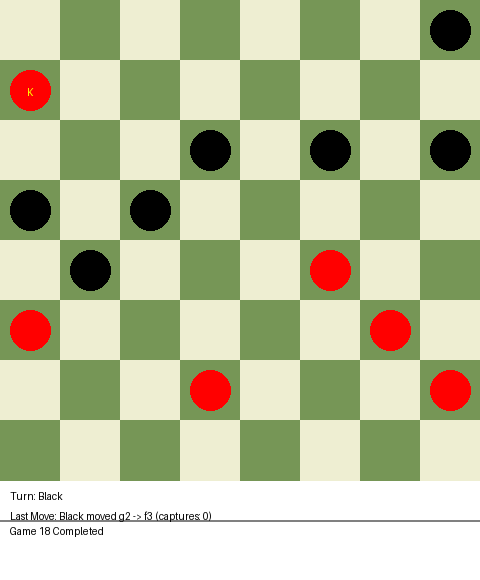 K
Turn: Black
Last Move: Black moved g2 -> f3 (captures: 0)
Game 18 Completed